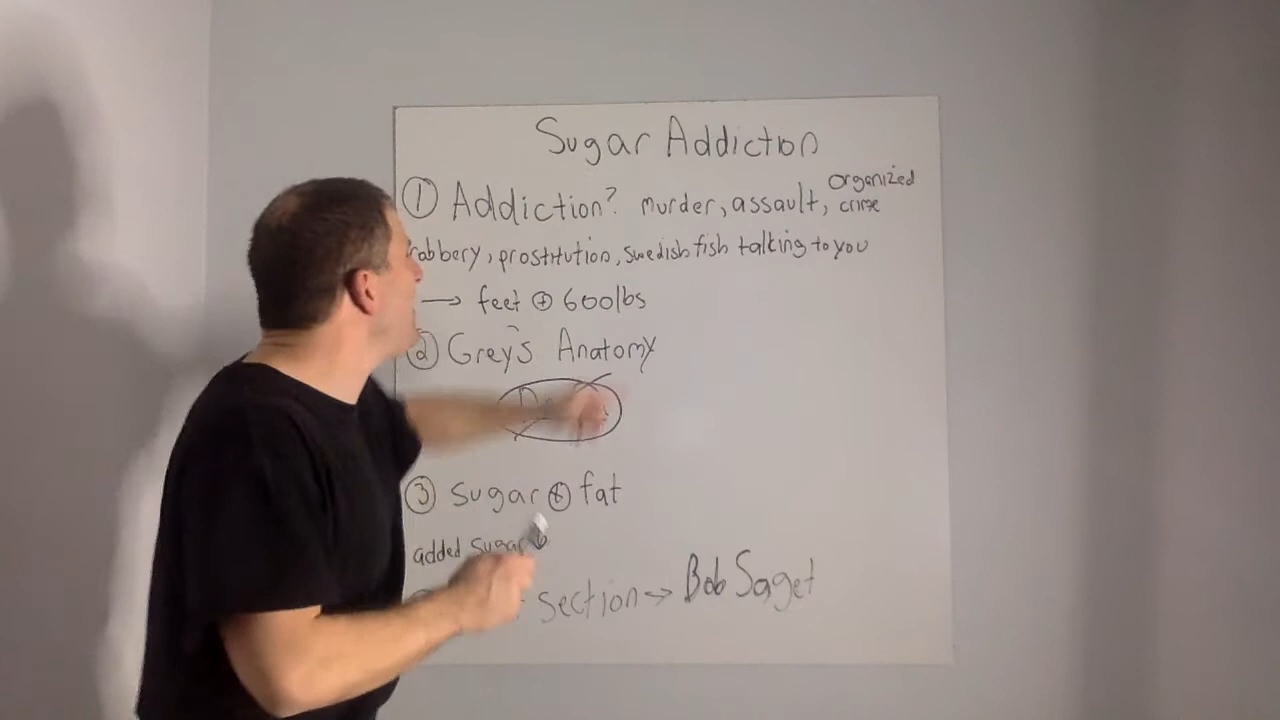 Sugar Addiction
① Addiction? murder, assault, organized crime
robbery, prostitution, swedish fish talking to you
→ feet ⊕ 600lbs
② Grey's Anatomy
③ sugar ⊕ fat
added sugar ↓
section → Bob Saget